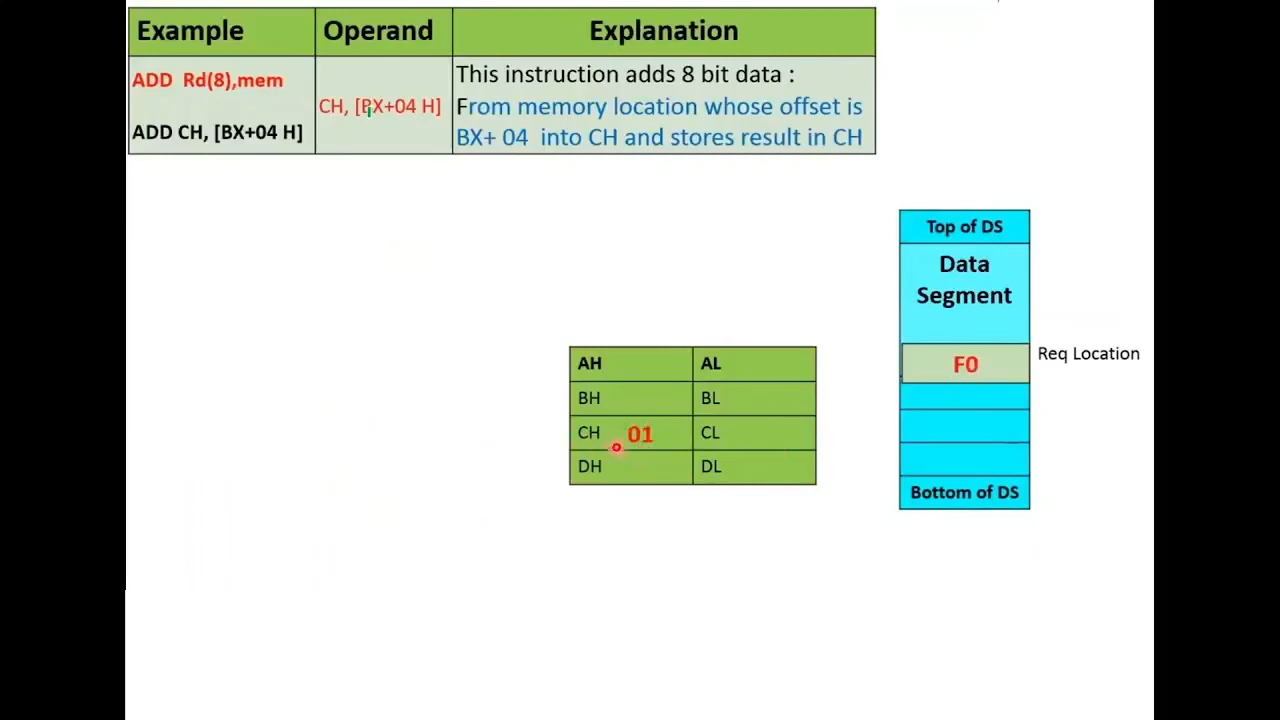 Example Operand Explanation
ADD Rd(8),mem
ADD CH, [BX+04 H]
CH, [BX+04 H]
This instruction adds 8 bit data :
From memory location whose offset is
BX+ 04 into CH and stores result in CH
Top of DS
Data
Segment
F0
Req Location
Bottom of DS
AH AL
BH BL
CH 01 CL
DH DL